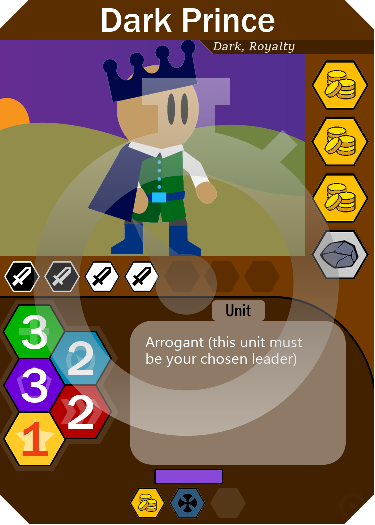 Dark Prince
Dark, Royalty
Unit
Arrogant (this unit must
be your chosen leader)
3
2
3
2
1